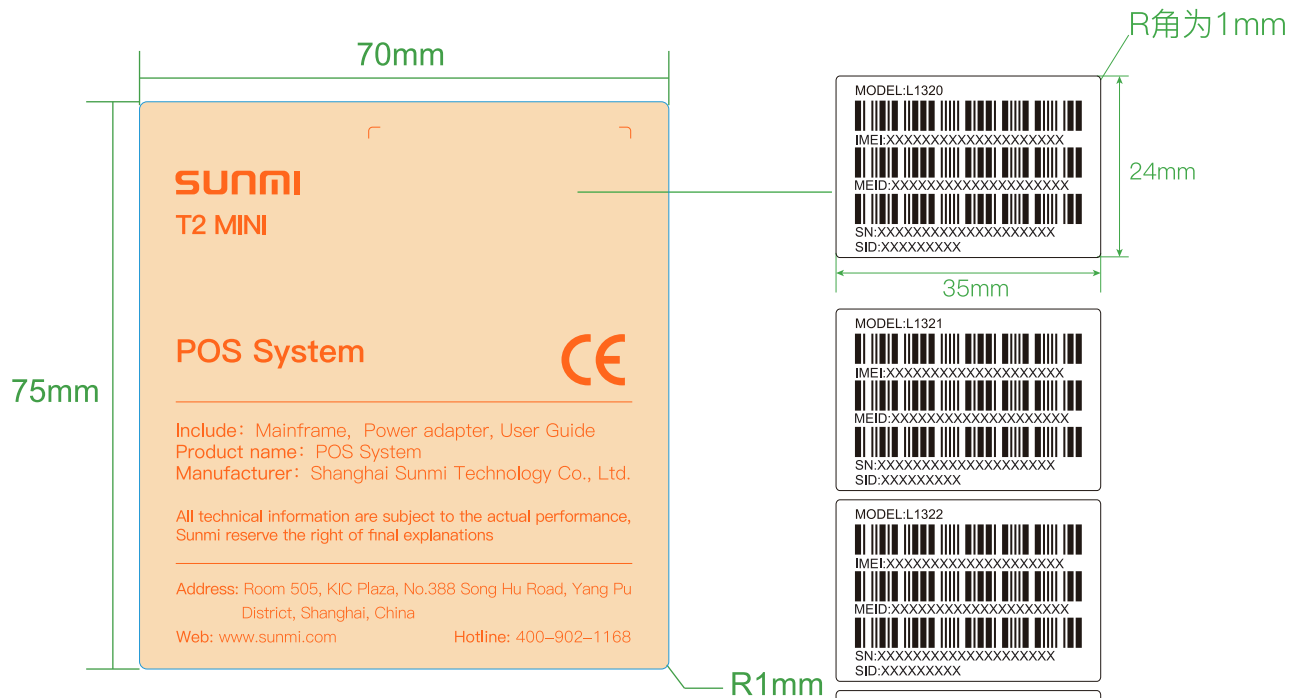 70mm
75mm
SUNMI
T2 MINI
POS System
CE
Include: Mainframe, Power adapter, User Guide
Product name: POS System
Manufacturer: Shanghai Sunmi Technology Co., Ltd.
All technical information are subject to the actual performance,
Sunmi reserve the right of final explanations
Address: Room 505, KIC Plaza, No.388 Song Hu Road, Yang Pu
District, Shanghai, China
Web: www.sunmi.com Hotline: 400-902-1168
R1mm
R角为1mm
MODEL:L1320
IMEI:XXXXXXXXXXXXXXXXXXXX
MEID:XXXXXXXXXXXXXXXXXXXX
SN:XXXXXXXXXXXXXXXXXXXX
SID:XXXXXXXXX
24mm
35mm
MODEL:L1321
IMEI:XXXXXXXXXXXXXXXXXXXX
MEID:XXXXXXXXXXXXXXXXXXXX
SN:XXXXXXXXXXXXXXXXXXXX
SID:XXXXXXXXX
MODEL:L1322
IMEI:XXXXXXXXXXXXXXXXXXXX
MEID:XXXXXXXXXXXXXXXXXXXX
SN:XXXXXXXXXXXXXXXXXXXX
SID:XXXXXXXXX